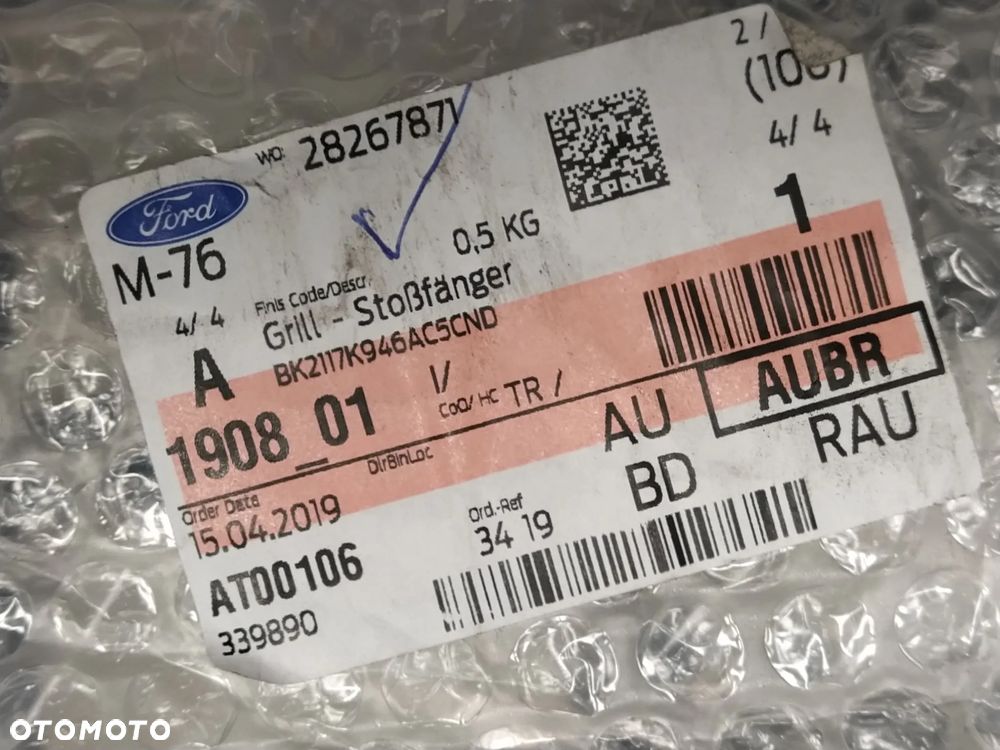 2/
(106)
WO: 28267871
4/ 4
Ford
M-76
0,5 KG
1
4/ 4
Finis Code/Descr.
Grill - Stoßfänger
A
BK2117K946AC5CND
1908_01
1/
CoO/ HC TR /
AU
AUBR
DirBinLoc
BD
RAU
Order Date
15.04.2019
Ord.-Ref
34 19
AT00106
339890
OTOMOTO